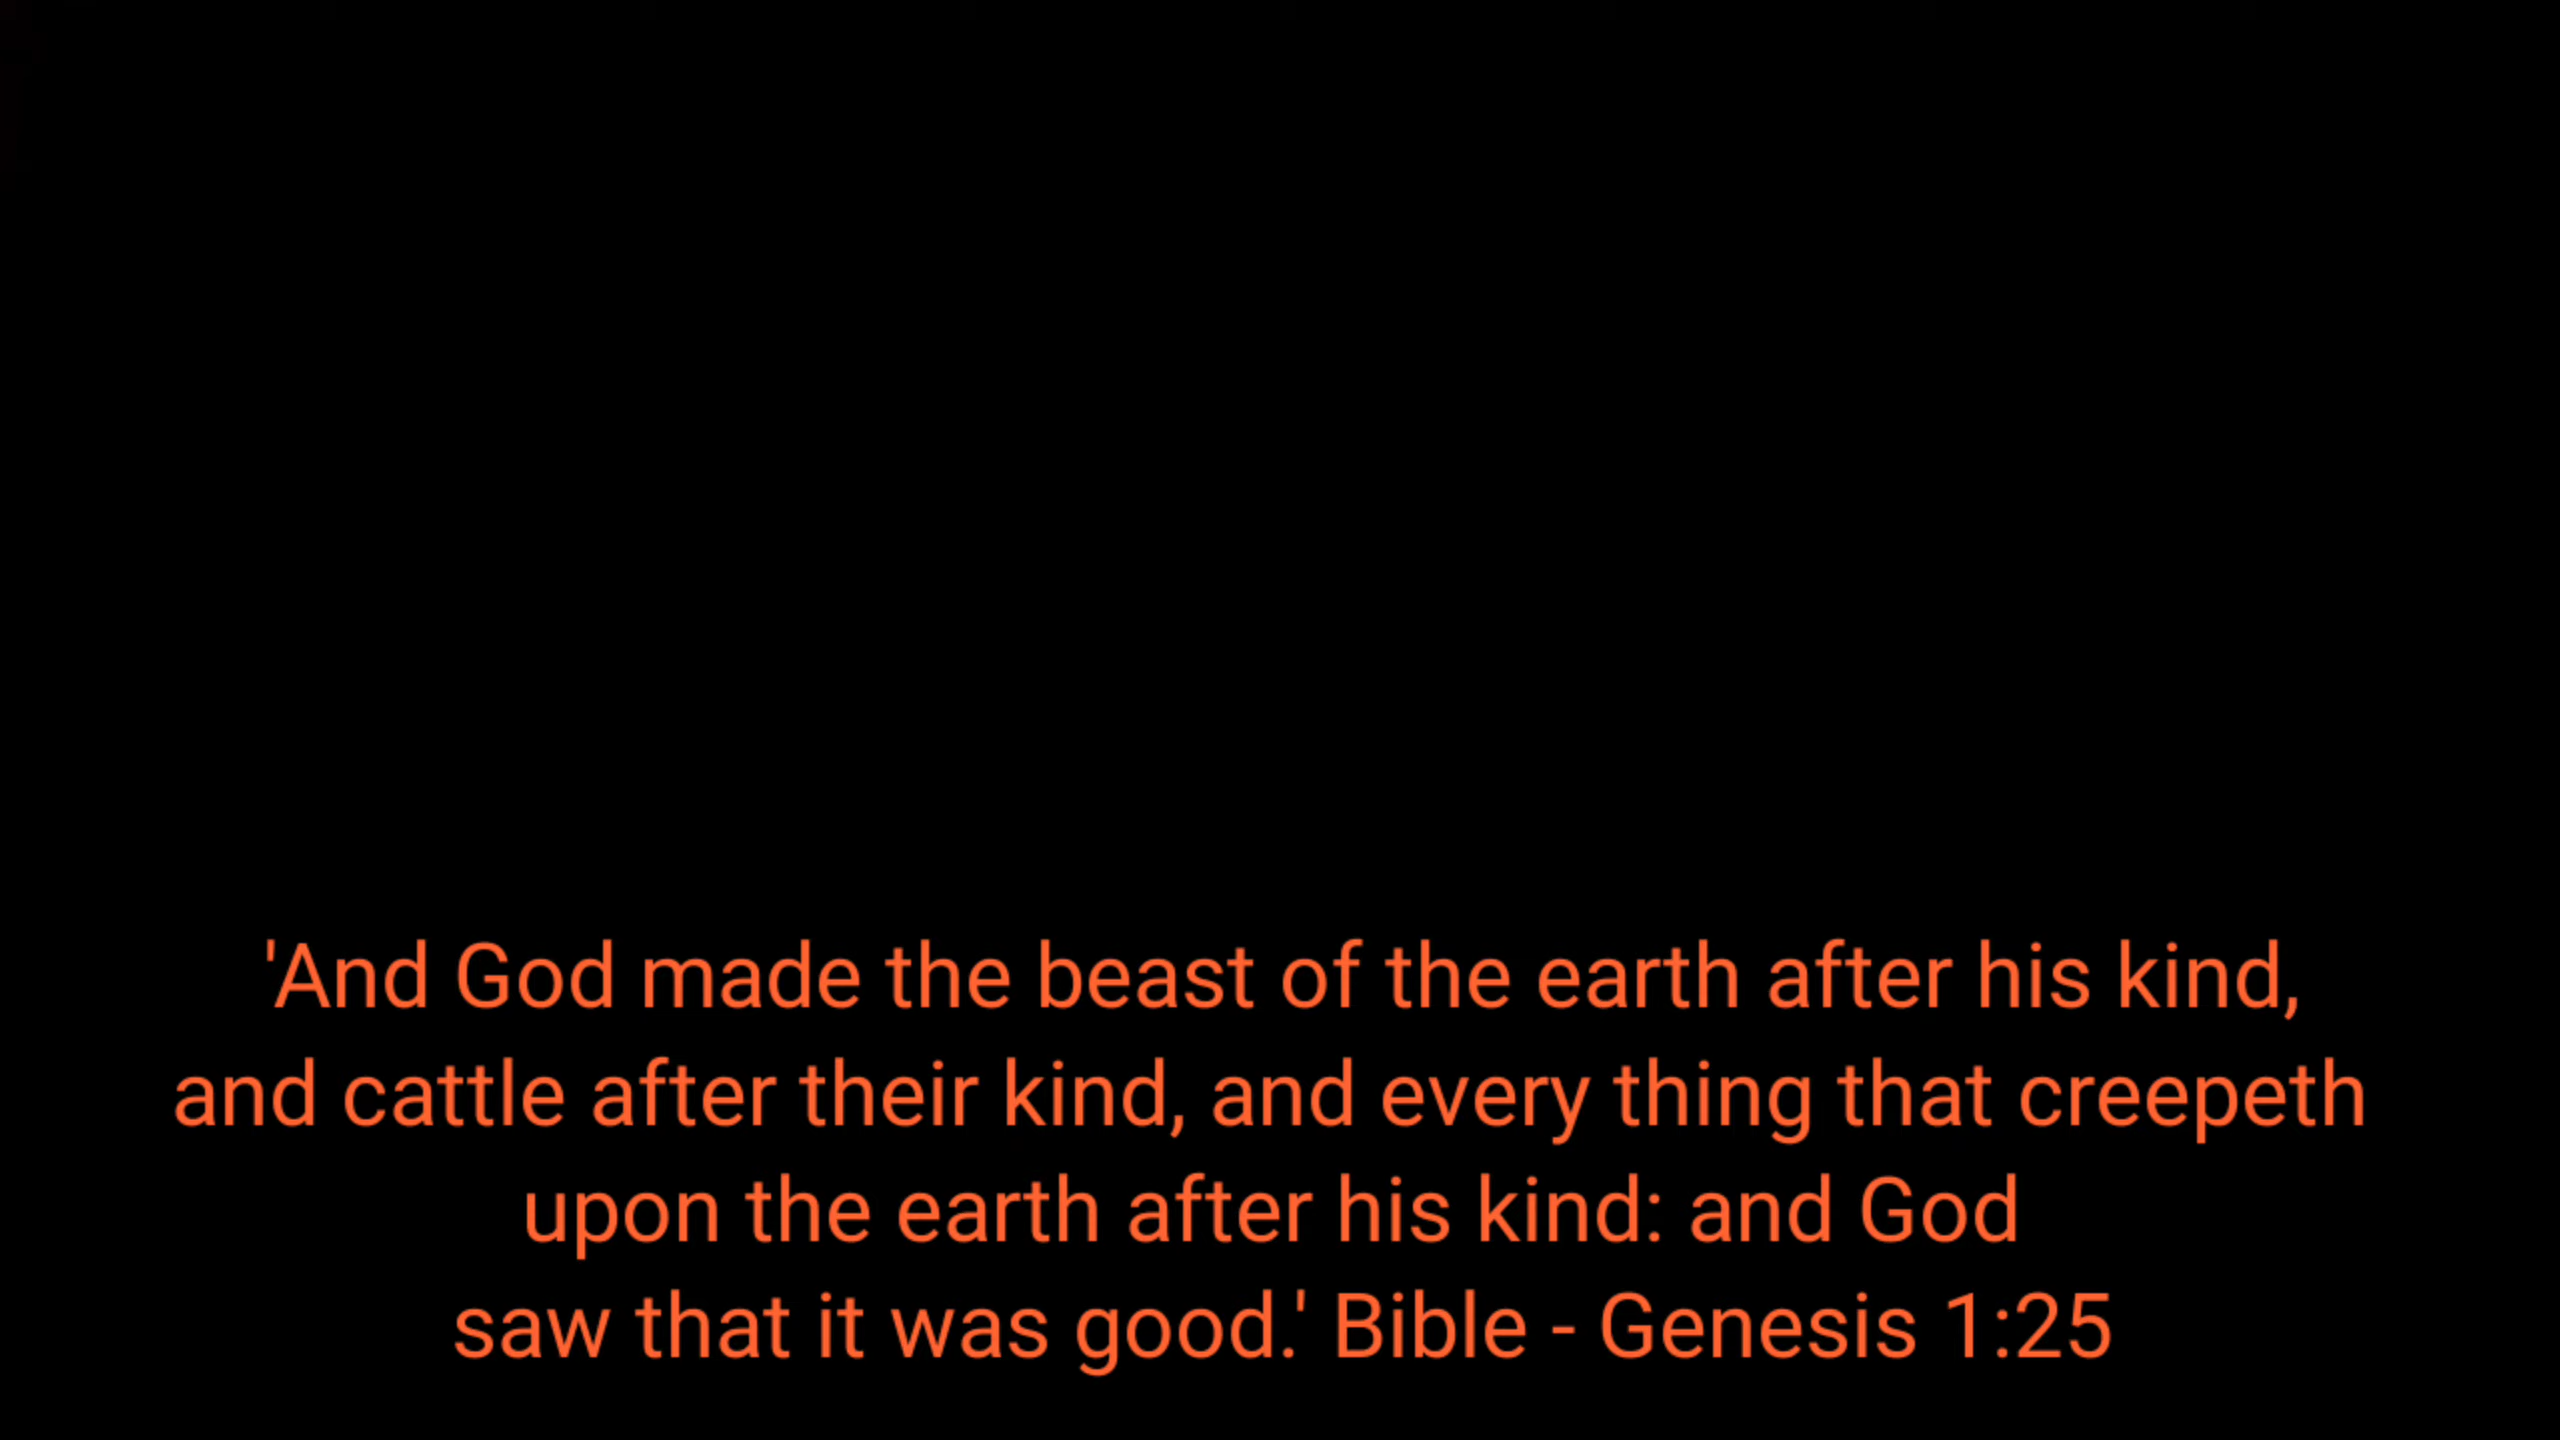 'And God made the beast of the earth after his kind,
and cattle after their kind, and every thing that creepeth
upon the earth after his kind: and God
saw that it was good.' Bible - Genesis 1:25